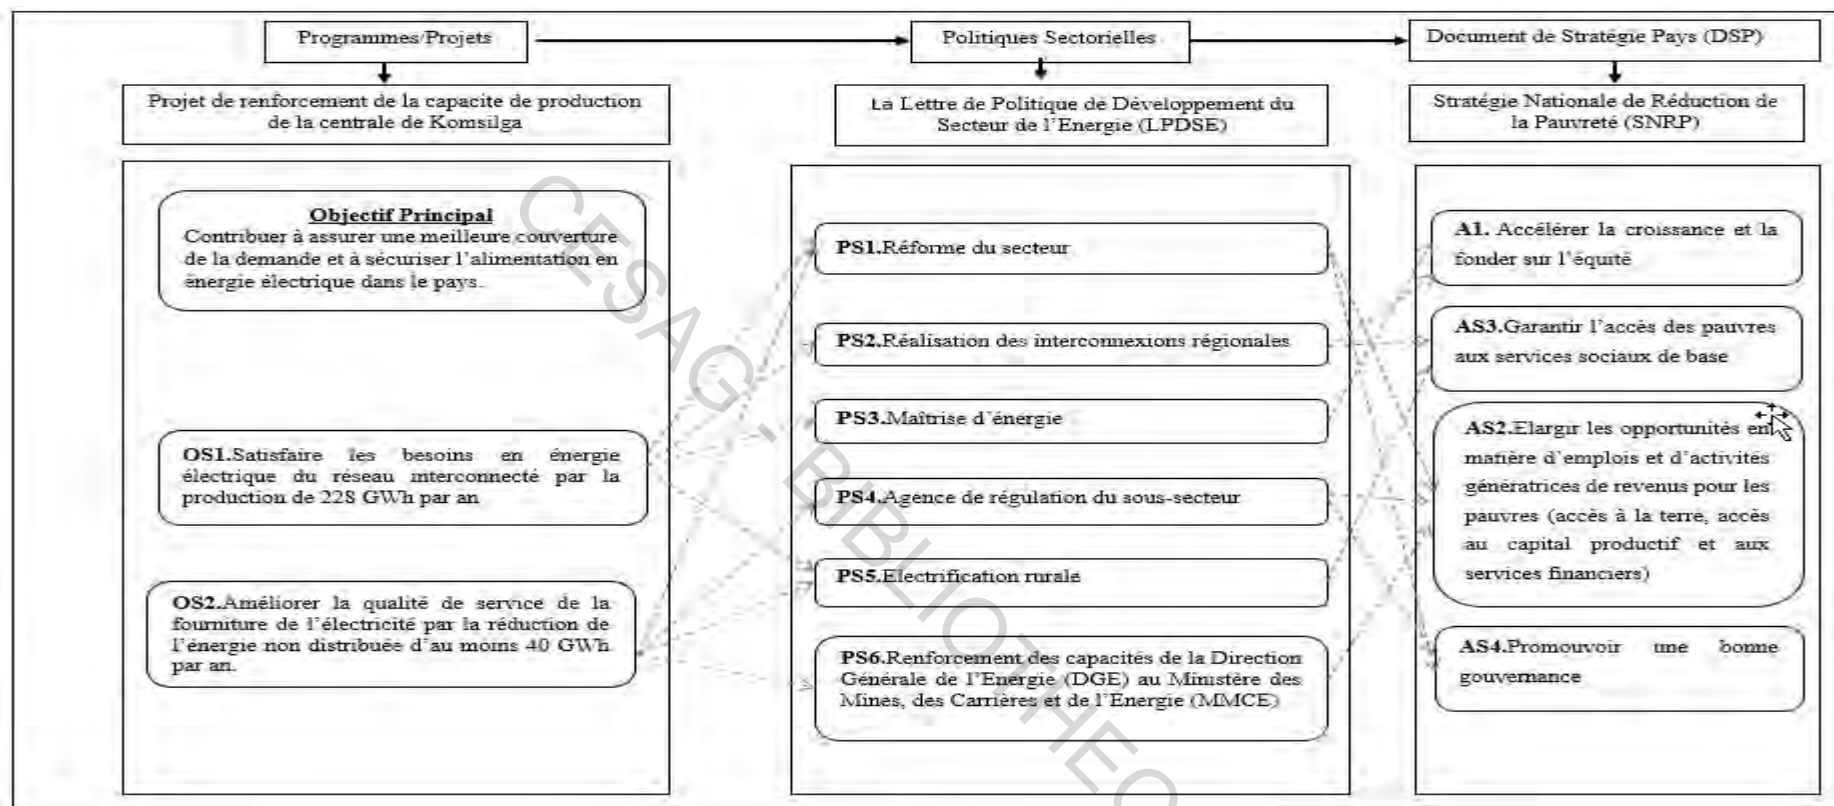 Programmes/Projets
Politiques Sectorielles
Document de Stratégie Pays (DSP)
Projet de renforcement de la capacite de production
de la centrale de Komsilga
La Lettre de Politique de Développement du
Secteur de l'Energie (LPDSE)
Stratégie Nationale de Réduction de
la Pauvreté (SNRP)
Objectif Principal
Contribuer à assurer une meilleure couverture
de la demande et à sécuriser l'alimentation en
énergie électrique dans le pays.
OS1.Satisfaire les besoins en énergie
électrique du réseau interconnecté par la
production de 228 GWh par an
OS2.Améliorer la qualité de service de la
fourniture de l'électricité par la réduction de
l'énergie non distribuée d'au moins 40 GWh
par an.
PS1.Réforme du secteur
PS2.Réalisation des interconnexions régionales
PS3.Maîtrise d'énergie
PS4.Agence de régulation du sous-secteur
PS5.Electrification rurale
PS6.Renforcement des capacités de la Direction
Générale de l'Energie (DGE) au Ministère des
Mines, des Carrières et de l'Energie (MMCE)
A1. Accélérer la croissance et la
fonder sur l'équité
AS3.Garantir l'accès des pauvres
aux services sociaux de base
AS2.Elargir les opportunités en
matière d'emplois et d'activités
génératrices de revenus pour les
pauvres (accès à la terre, accès
au capital productif et aux
services financiers)
AS4.Promouvoir une bonne
gouvernance
CESAG - BIBLIOTHEQ